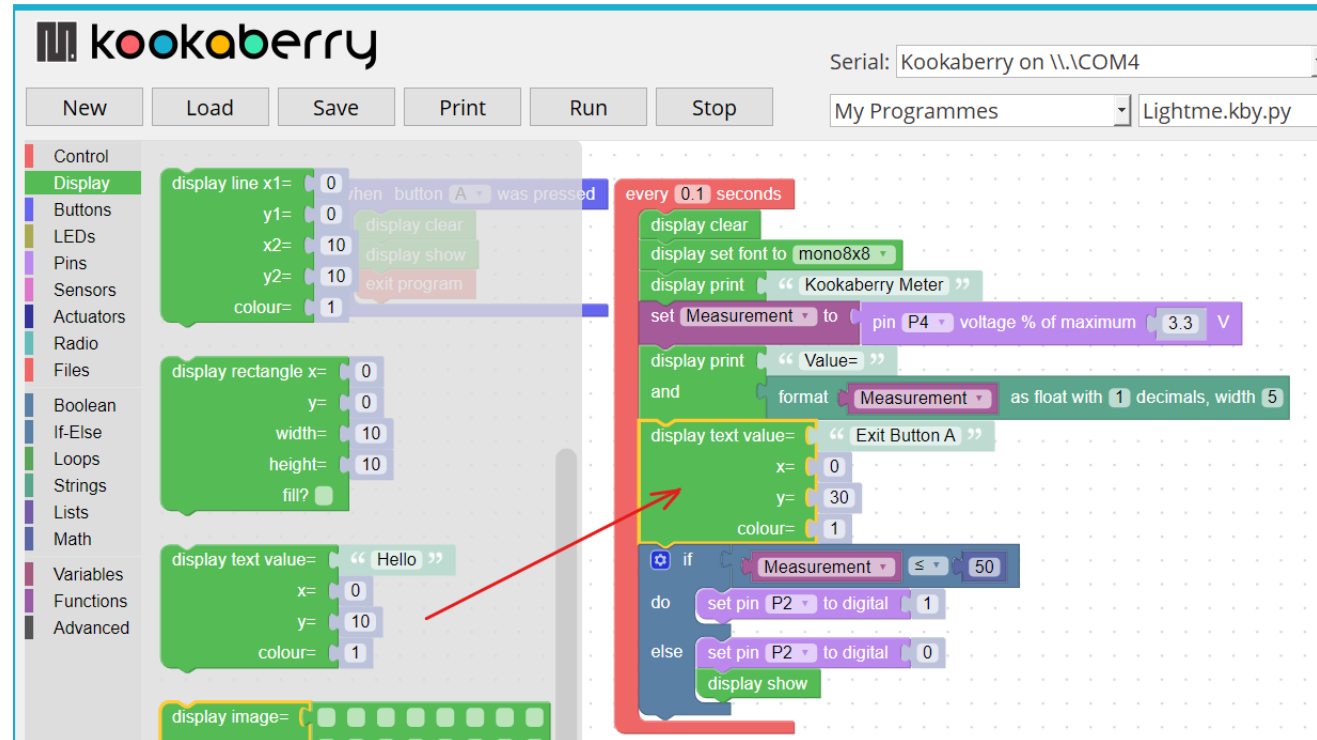 M. kookaberry
Serial: Kookaberry on \\.\COM4
New Load Save Print Run Stop
My Programmes Lightme.kby.py
Control
Display
Buttons
LEDs
Pins
Sensors
Actuators
Radio
Files
Boolean
If-Else
Loops
Strings
Lists
Math
Variables
Functions
Advanced
display line x1= 0
y1= 0
x2= 10
y2= 10
colour= 1
display rectangle x= 0
y= 0
width= 10
height= 10
fill?
display text value= “ Hello ”
x= 0
y= 10
colour= 1
display image=
when button A was pressed
display clear
display show
exit program
every 0.1 seconds
display clear
display set font to mono8x8
display print “ Kookaberry Meter ”
set Measurement to pin P4 voltage % of maximum 3.3 V
display print “ Value= ”
and format Measurement as float with 1 decimals, width 5
display text value= “ Exit Button A ”
x= 0
y= 30
colour= 1
if Measurement ≤ 50
do set pin P2 to digital 1
else set pin P2 to digital 0
display show